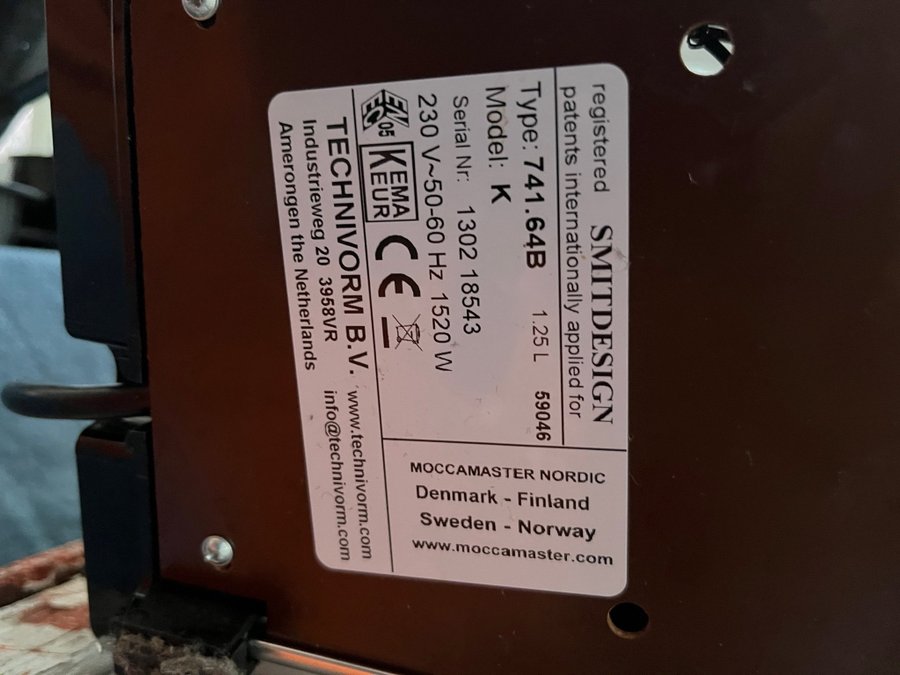 registered SMITDESIGN
patents internationally applied for
Type: 741.64B 1.25 L 59046
Model: K
Serial Nr: 1302 18543
230 V~50-60 Hz 1520 W
ENEC 05 KEMA KEUR CE
TECHNIVORM B.V. www.technivorm.com
Industrieweg 20 3958VR info@technivorm.com
Amerongen the Netherlands
MOCCAMASTER NORDIC
Denmark - Finland
Sweden - Norway
www.moccamaster.com